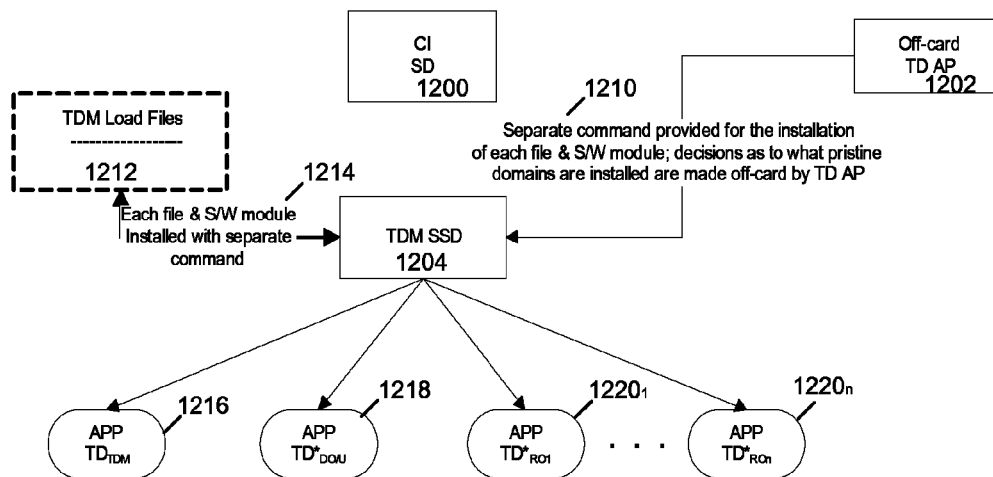 CI
SD
1200
Off-card
TD AP
1202
TDM Load Files
1212
1210
Separate command provided for the installation
of each file & S/W module; decisions as to what pristine
domains are installed are made off-card by TD AP
1214
Each file & S/W module
Installed with separate
command
TDM SSD
1204
1216
APP
TD_TDM
1218
APP
TD*_DO/U
1220_1
APP
TD*_RO1
. . .
1220_n
APP
TD*_ROn